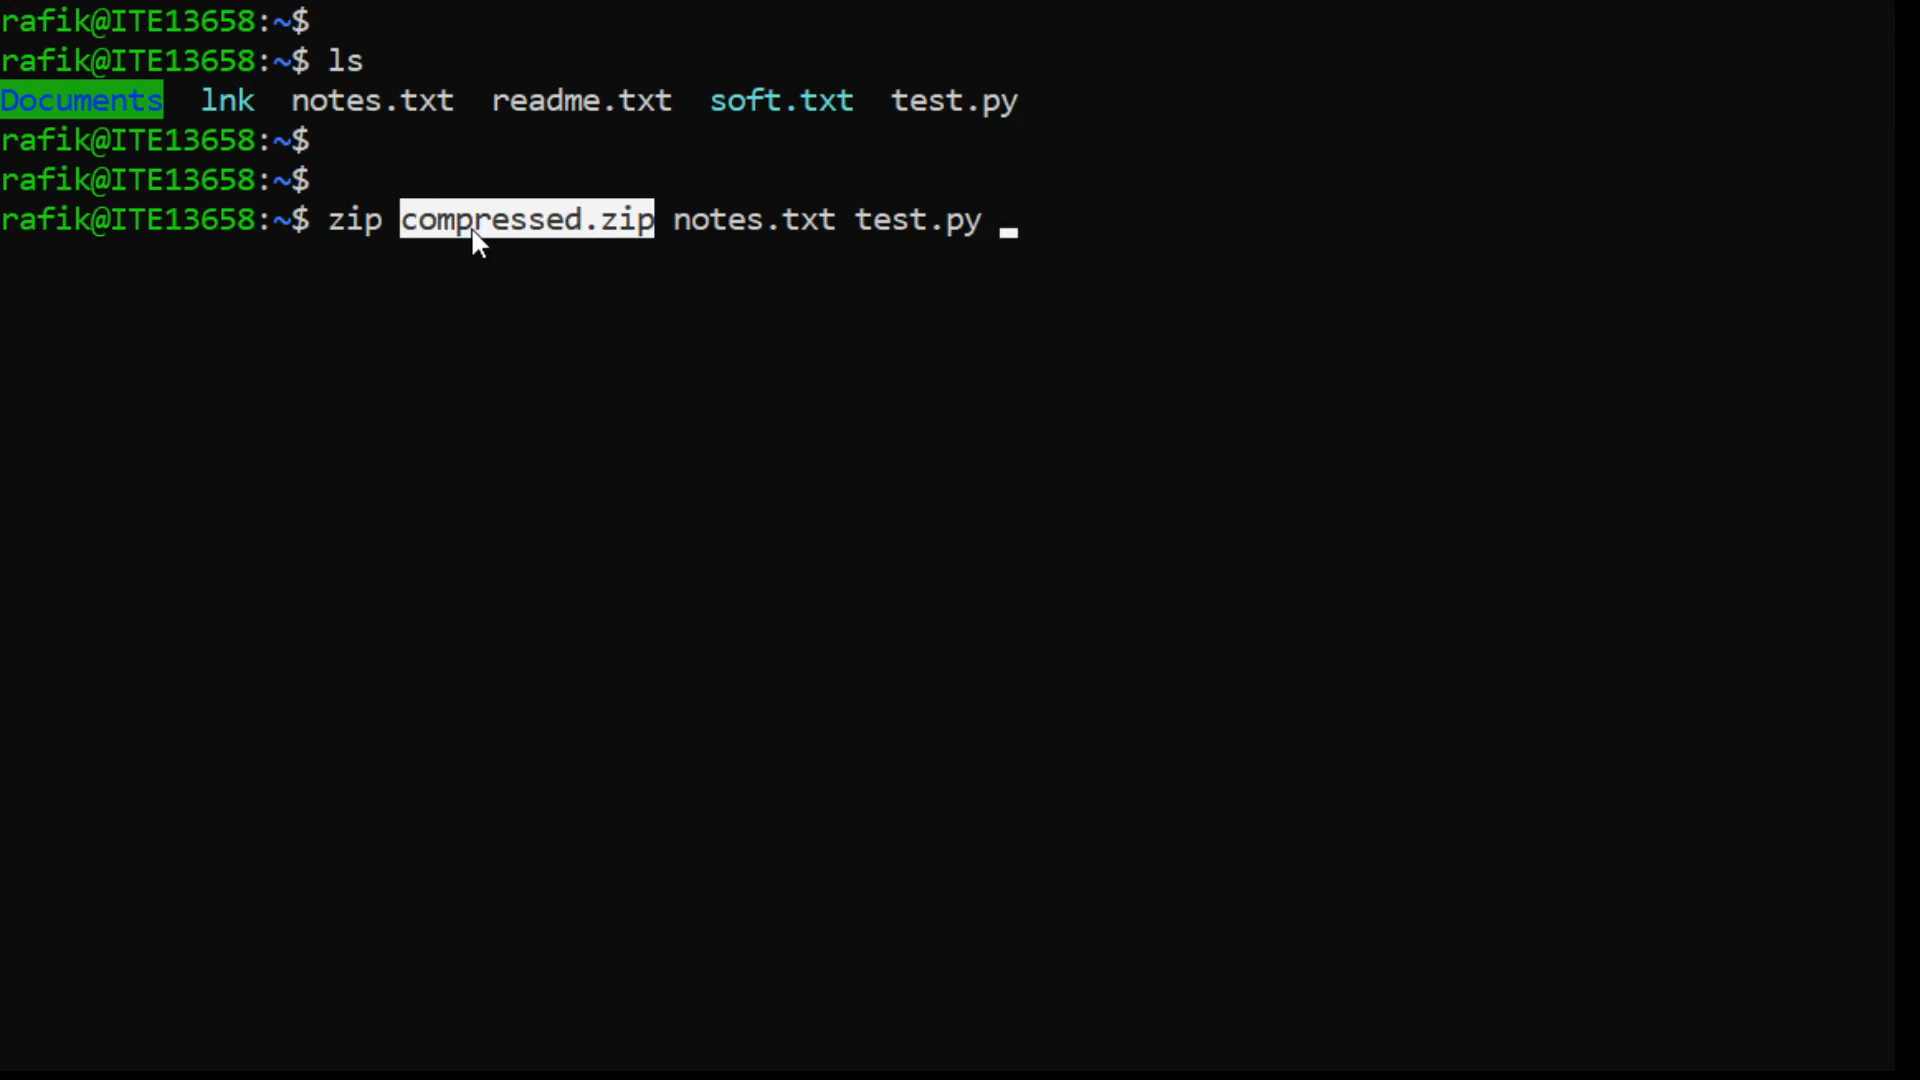 rafik@ITE13658:~$
rafik@ITE13658:~$ ls
Documents lnk notes.txt readme.txt soft.txt test.py
rafik@ITE13658:~$
rafik@ITE13658:~$
rafik@ITE13658:~$ zip compressed.zip notes.txt test.py